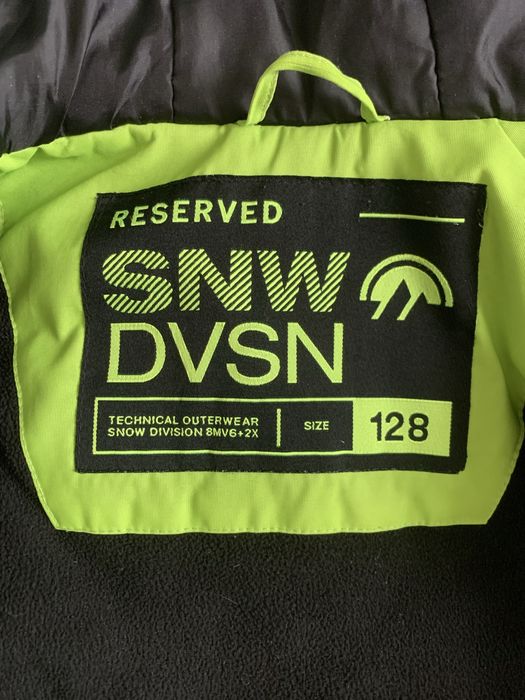 RESERVED
SNW
DVSN
TECHNICAL OUTERWEAR
SNOW DIVISION 8MV6+2X
SIZE
128